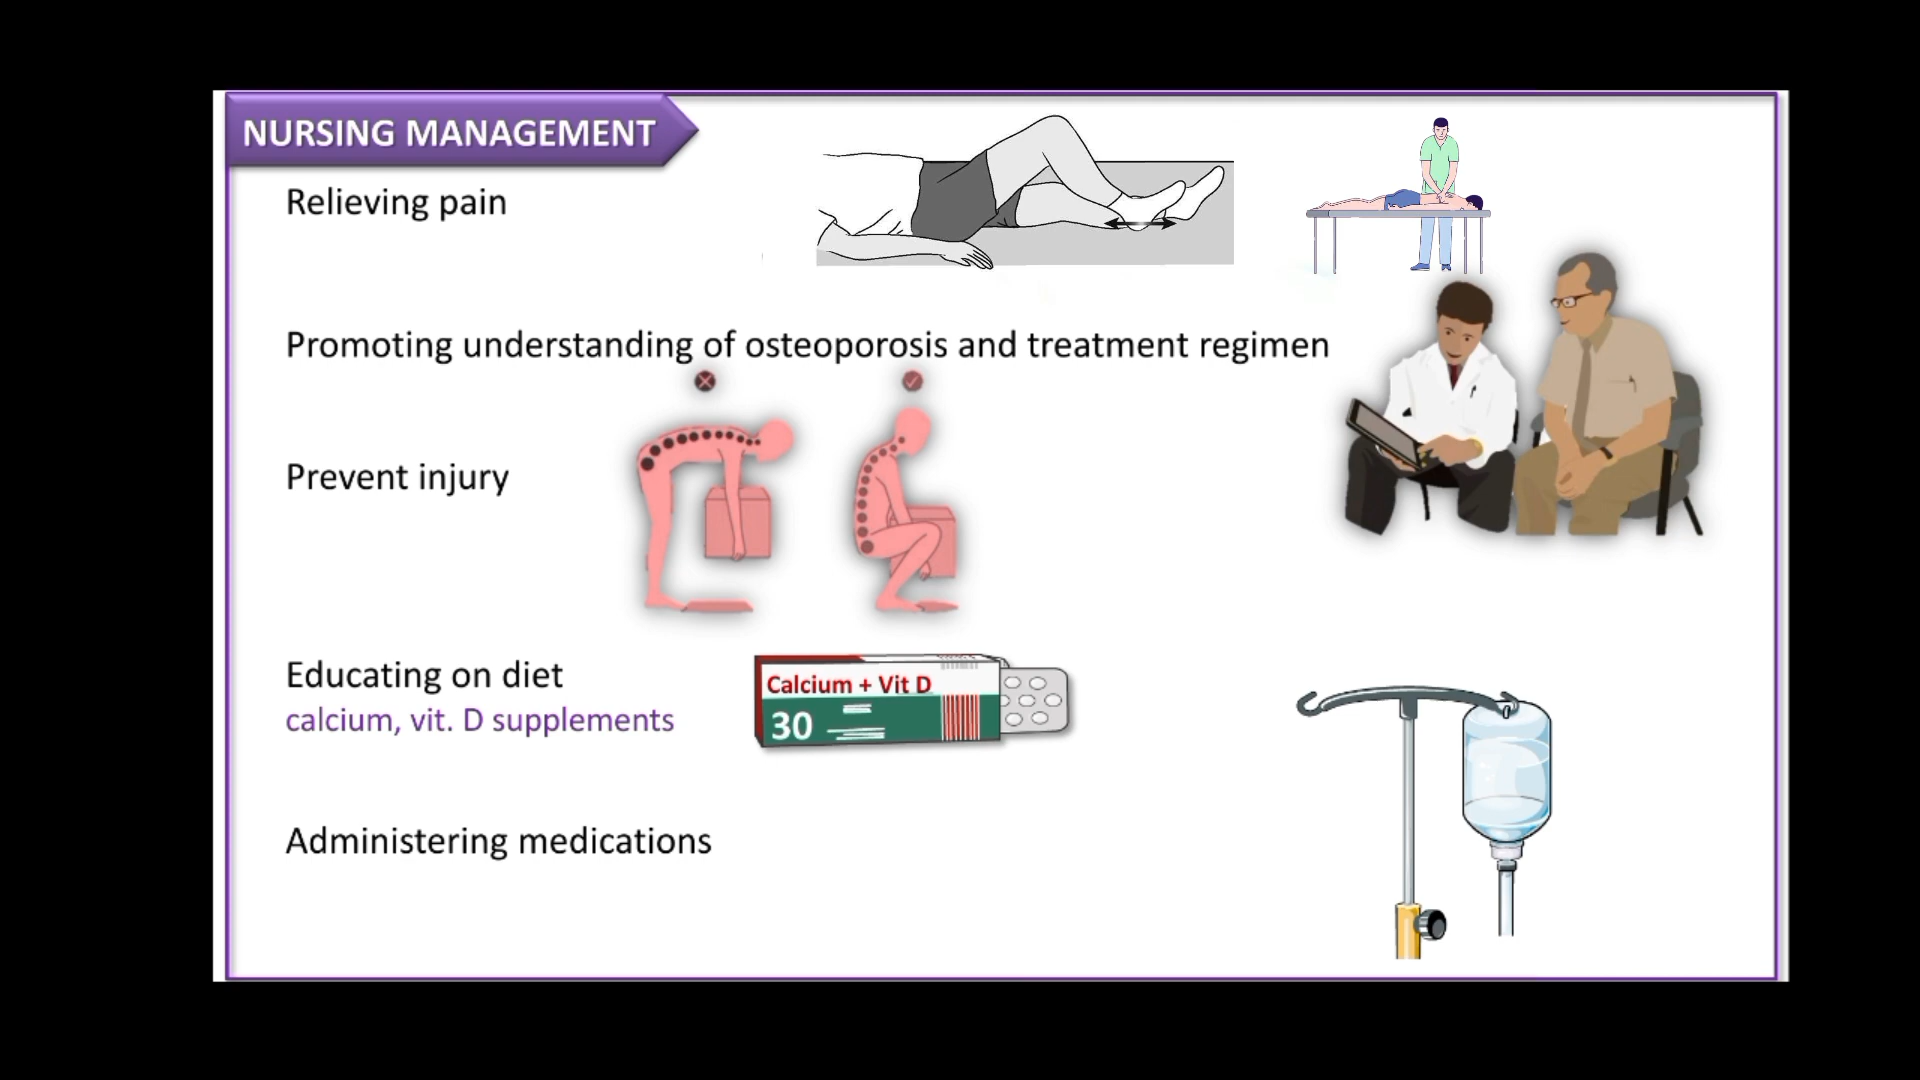 NURSING MANAGEMENT
Relieving pain
Promoting understanding of osteoporosis and treatment regimen
Prevent injury
Educating on diet
calcium, vit. D supplements
Calcium + Vit D
30
Administering medications